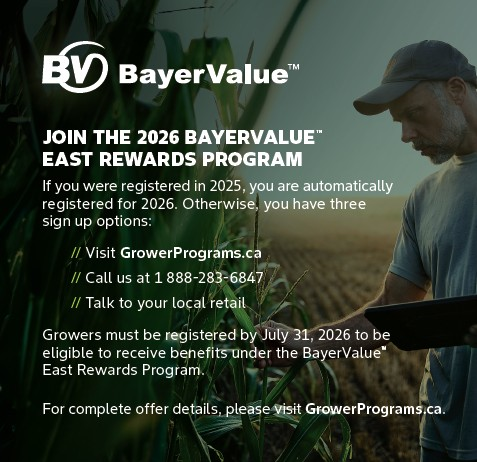 BV BayerValue™
JOIN THE 2026 BAYERVALUE™
EAST REWARDS PROGRAM
If you were registered in 2025, you are automatically
registered for 2026. Otherwise, you have three
sign up options:
// Visit GrowerPrograms.ca
// Call us at 1 888-283-6847
// Talk to your local retail
Growers must be registered by July 31, 2026 to be
eligible to receive benefits under the BayerValue™
East Rewards Program.
For complete offer details, please visit GrowerPrograms.ca.